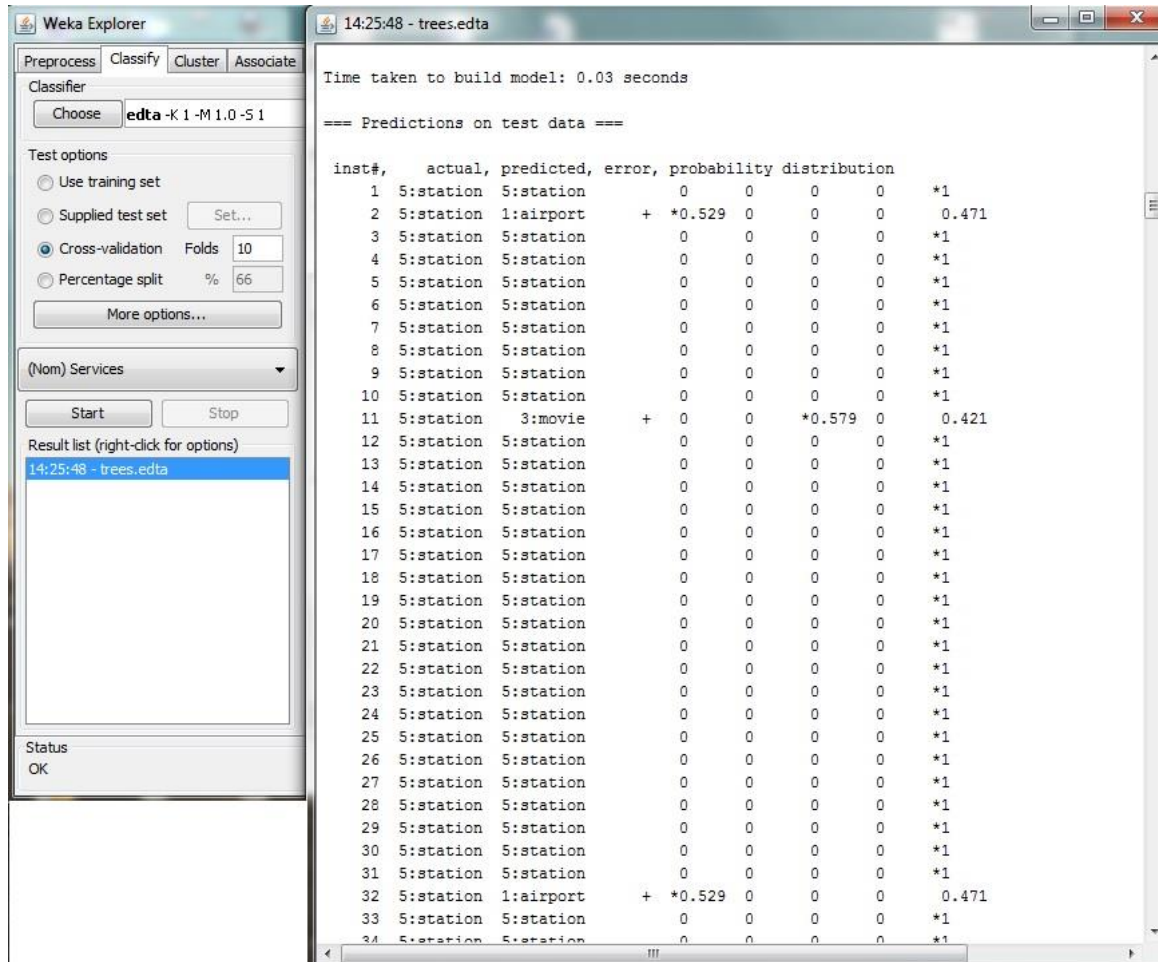 Weka Explorer
Preprocess Classify Cluster Associate
Classifier
Choose edta -K 1 -M 1.0 -S 1
Test options
Use training set
Supplied test set Set...
Cross-validation Folds 10
Percentage split % 66
More options...
(Nom) Services
Start Stop
Result list (right-click for options)
14:25:48 - trees.edta
Status
OK
14:25:48 - trees.edta
Time taken to build model: 0.03 seconds
=== Predictions on test data ===
inst#, actual, predicted, error, probability distribution
1 5:station 5:station 0 0 0 0 *1
2 5:station 1:airport + *0.529 0 0 0 0.471
3 5:station 5:station 0 0 0 0 *1
4 5:station 5:station 0 0 0 0 *1
5 5:station 5:station 0 0 0 0 *1
6 5:station 5:station 0 0 0 0 *1
7 5:station 5:station 0 0 0 0 *1
8 5:station 5:station 0 0 0 0 *1
9 5:station 5:station 0 0 0 0 *1
10 5:station 5:station 0 0 0 0 *1
11 5:station 3:movie + 0 0 *0.579 0 0.421
12 5:station 5:station 0 0 0 0 *1
13 5:station 5:station 0 0 0 0 *1
14 5:station 5:station 0 0 0 0 *1
15 5:station 5:station 0 0 0 0 *1
16 5:station 5:station 0 0 0 0 *1
17 5:station 5:station 0 0 0 0 *1
18 5:station 5:station 0 0 0 0 *1
19 5:station 5:station 0 0 0 0 *1
20 5:station 5:station 0 0 0 0 *1
21 5:station 5:station 0 0 0 0 *1
22 5:station 5:station 0 0 0 0 *1
23 5:station 5:station 0 0 0 0 *1
24 5:station 5:station 0 0 0 0 *1
25 5:station 5:station 0 0 0 0 *1
26 5:station 5:station 0 0 0 0 *1
27 5:station 5:station 0 0 0 0 *1
28 5:station 5:station 0 0 0 0 *1
29 5:station 5:station 0 0 0 0 *1
30 5:station 5:station 0 0 0 0 *1
31 5:station 5:station 0 0 0 0 *1
32 5:station 1:airport + *0.529 0 0 0 0.471
33 5:station 5:station 0 0 0 0 *1
34 5:station 5:station 0 0 0 0 *1